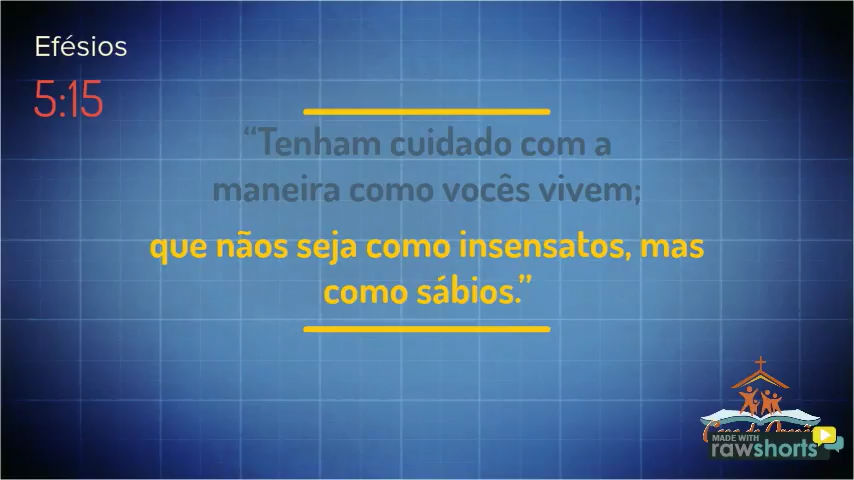 Efésios
5:15
“Tenham cuidado com a
maneira como vocês vivem;
que nãos seja como insensatos, mas
como sábios.”
MADE WITH
rawshorts